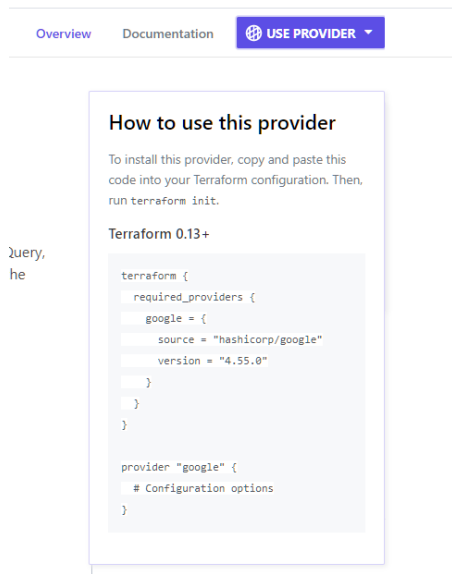 Overview Documentation USE PROVIDER
How to use this provider
To install this provider, copy and paste this
code into your Terraform configuration. Then,
run terraform init.
Query,
he
Terraform 0.13+
terraform {
  required_providers {
    google = {
      source = "hashicorp/google"
      version = "4.55.0"
    }
  }
}
provider "google" {
  # Configuration options
}